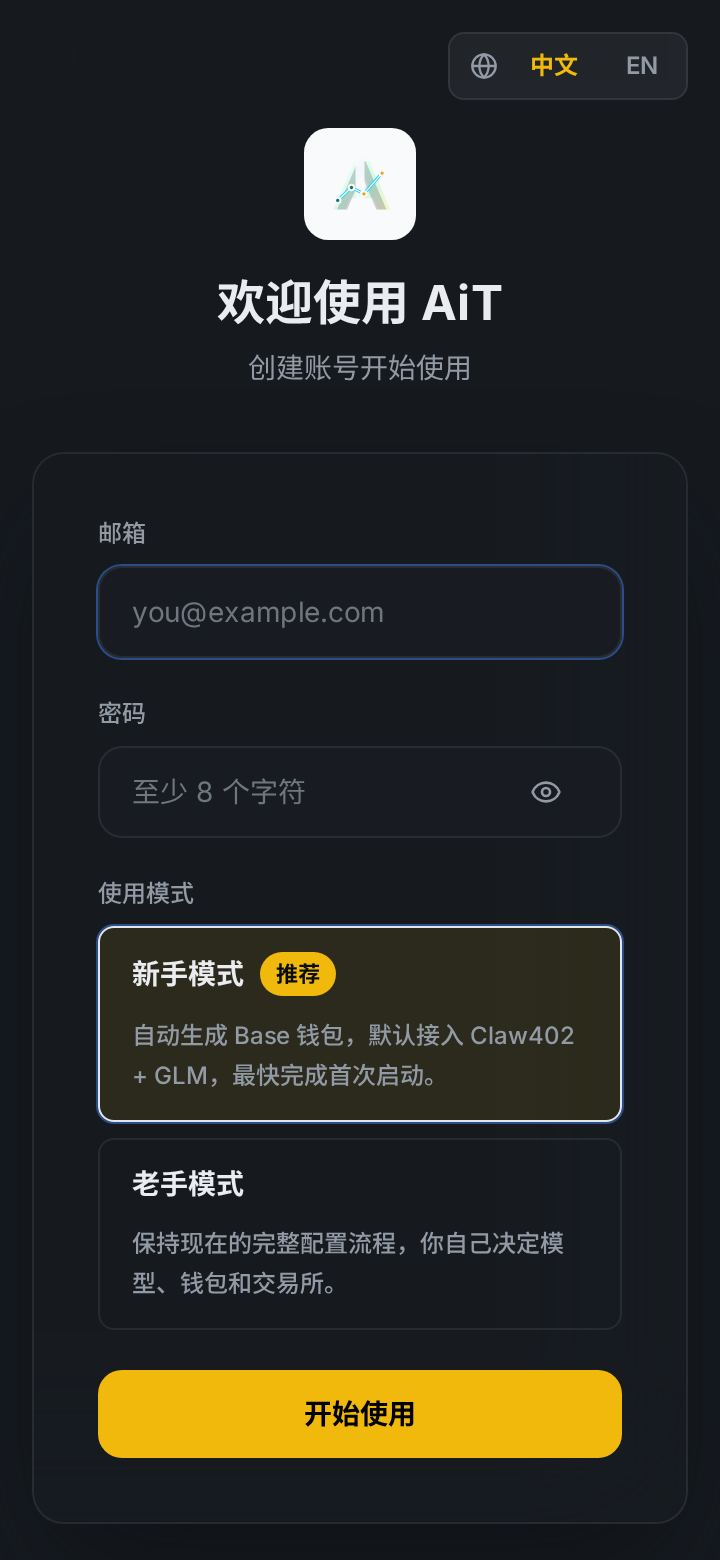 中文 EN
欢迎使用 AiT
创建账号开始使用
邮箱
you@example.com
密码
至少 8 个字符
使用模式
新手模式 推荐
自动生成 Base 钱包，默认接入 Claw402
+ GLM，最快完成首次启动。
老手模式
保持现在的完整配置流程，你自己决定模
型、钱包和交易所。
开始使用